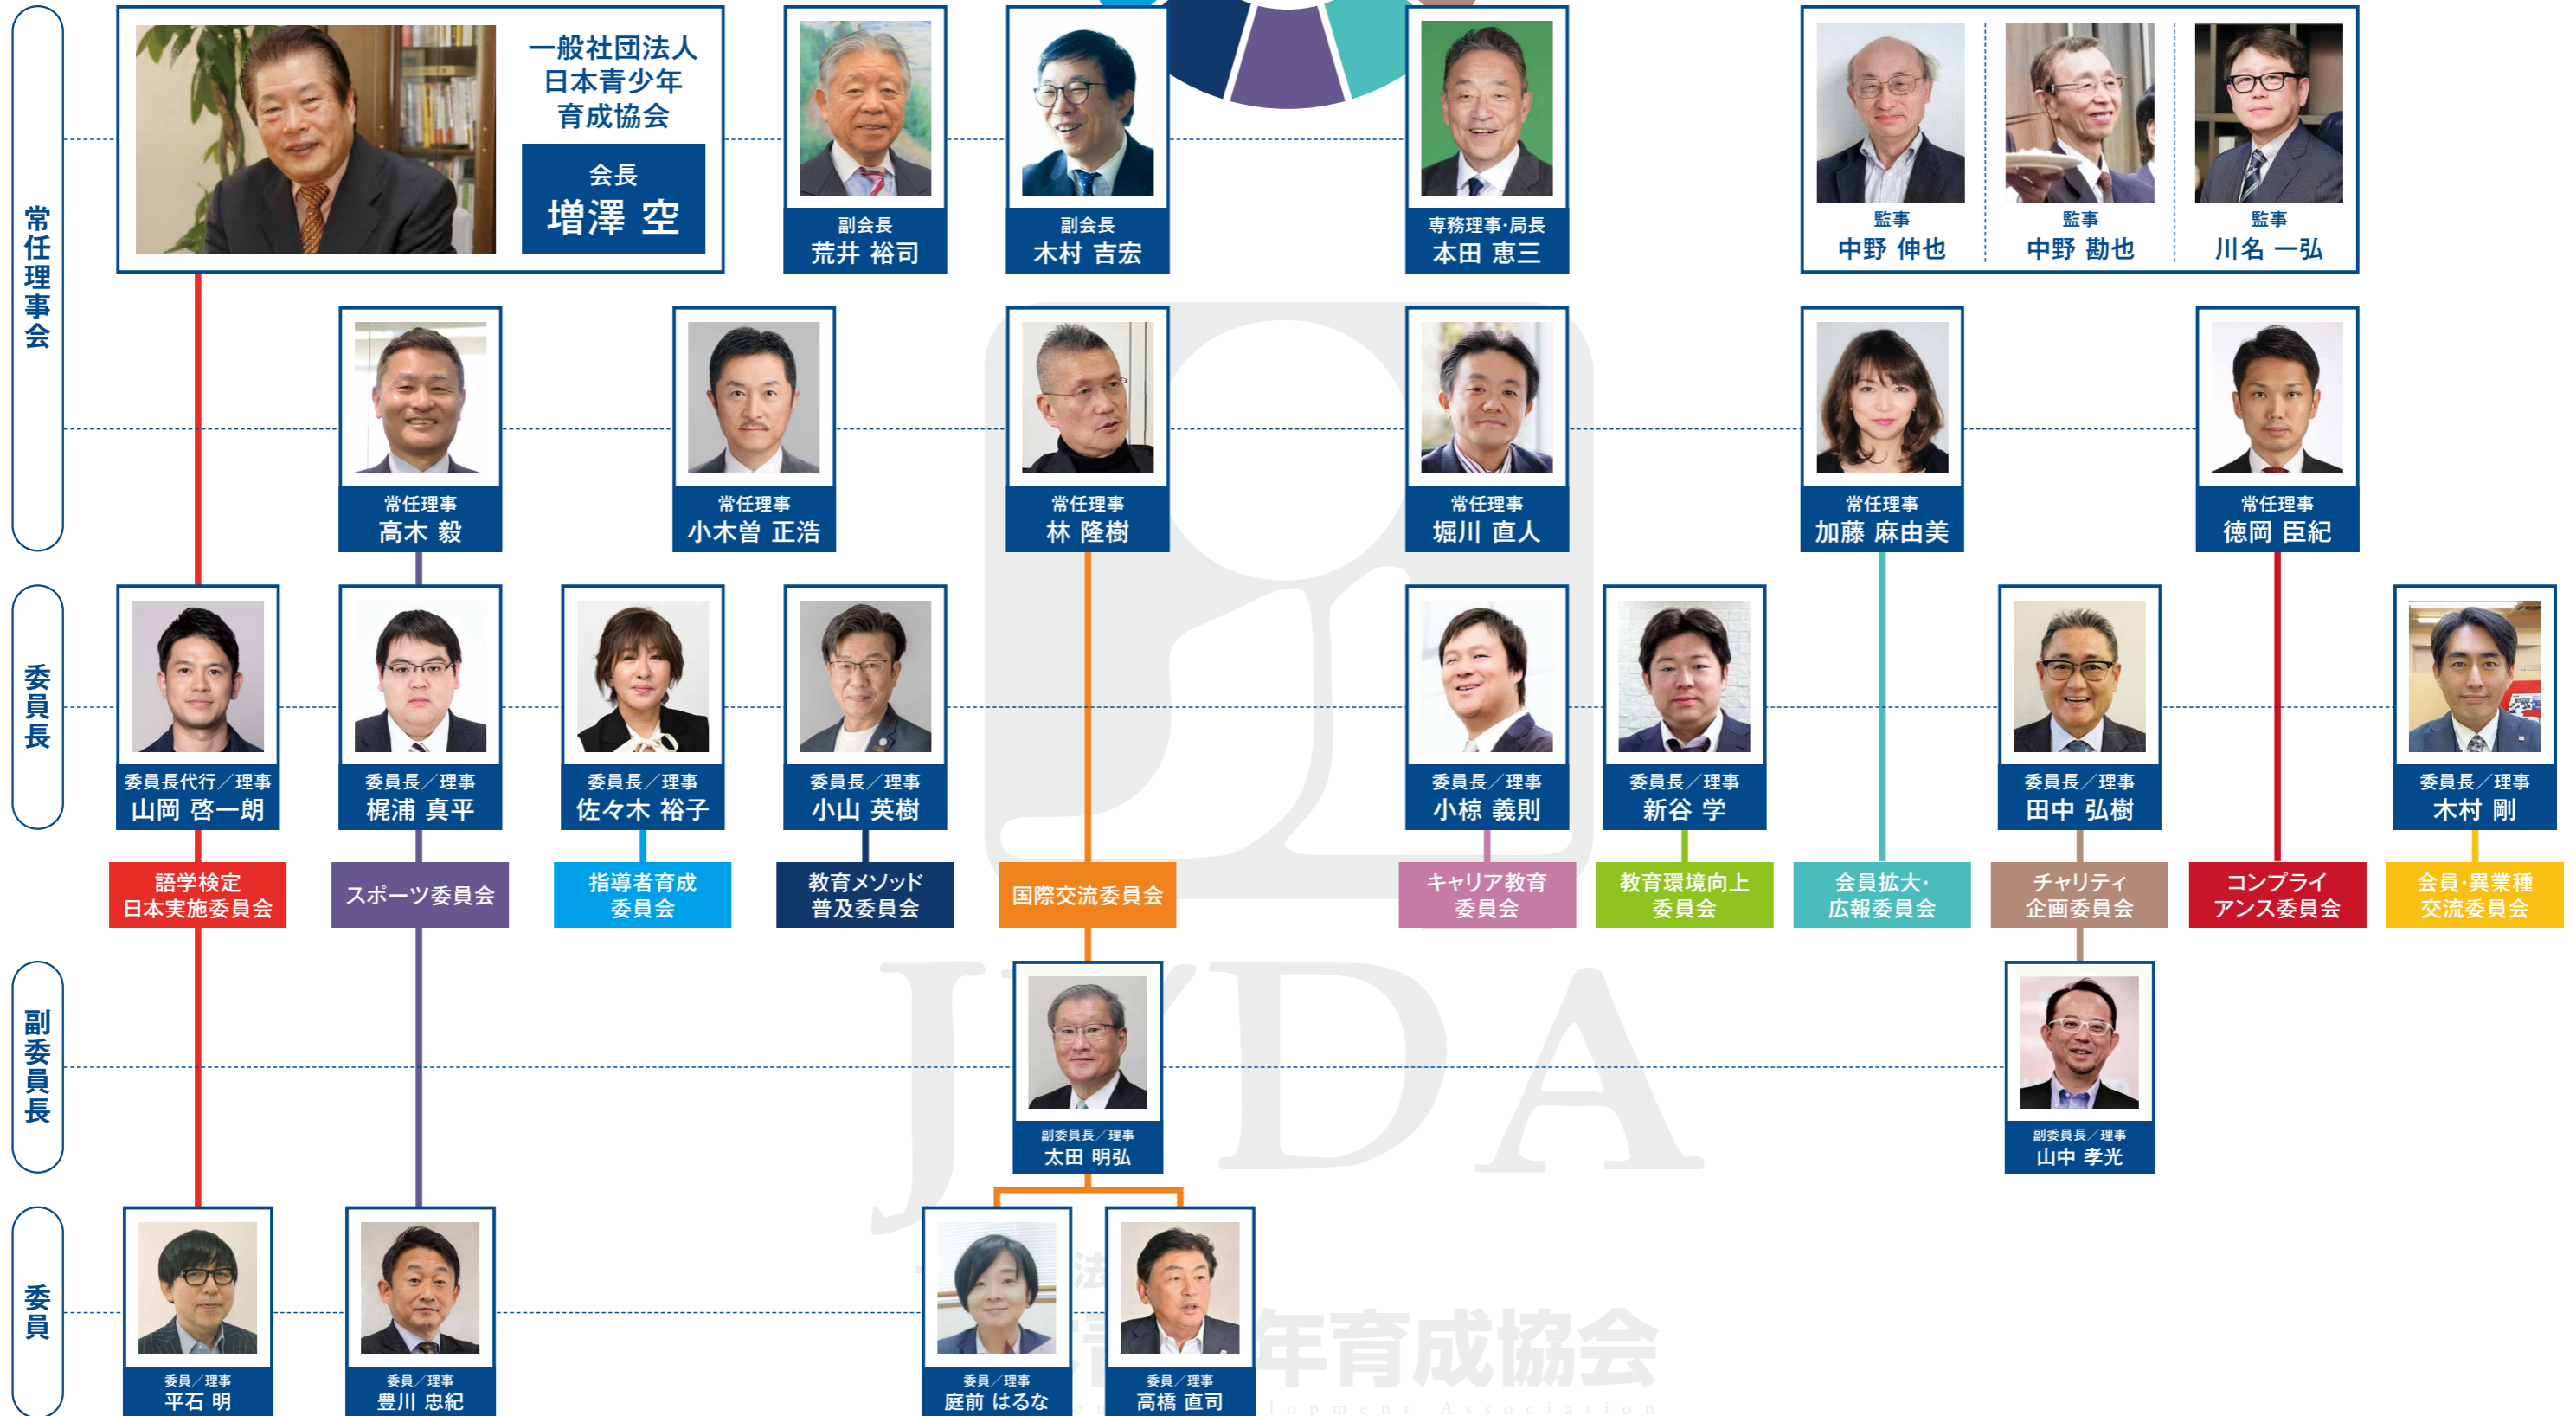 常任理事会
一般社団法人
日本青少年
育成協会
会長
増澤 空
副会長
荒井 裕司
副会長
木村 吉宏
専務理事・局長
本田 恵三
監事
中野 伸也
監事
中野 勘也
監事
川名 一弘
常任理事
高木 毅
常任理事
小木曽 正浩
常任理事
林 隆樹
常任理事
堀川 直人
常任理事
加藤 麻由美
常任理事
徳岡 臣紀
委員長
委員長代行／理事
山岡 啓一朗
委員長／理事
梶浦 真平
委員長／理事
佐々木 裕子
委員長／理事
小山 英樹
委員長／理事
小椋 義則
委員長／理事
新谷 学
委員長／理事
田中 弘樹
委員長／理事
木村 剛
語学検定
日本実施委員会
スポーツ委員会
指導者育成
委員会
教育メソッド
普及委員会
国際交流委員会
キャリア教育
委員会
教育環境向上
委員会
会員拡大・
広報委員会
チャリティ
企画委員会
コンプライ
アンス委員会
会員・異業種
交流委員会
副委員長
副委員長／理事
太田 明弘
副委員長／理事
山中 孝光
JYDA
委員
委員／理事
平石 明
委員／理事
豊川 忠紀
委員／理事
庭前 はるな
委員／理事
高橋 直司
年育成協会
Association